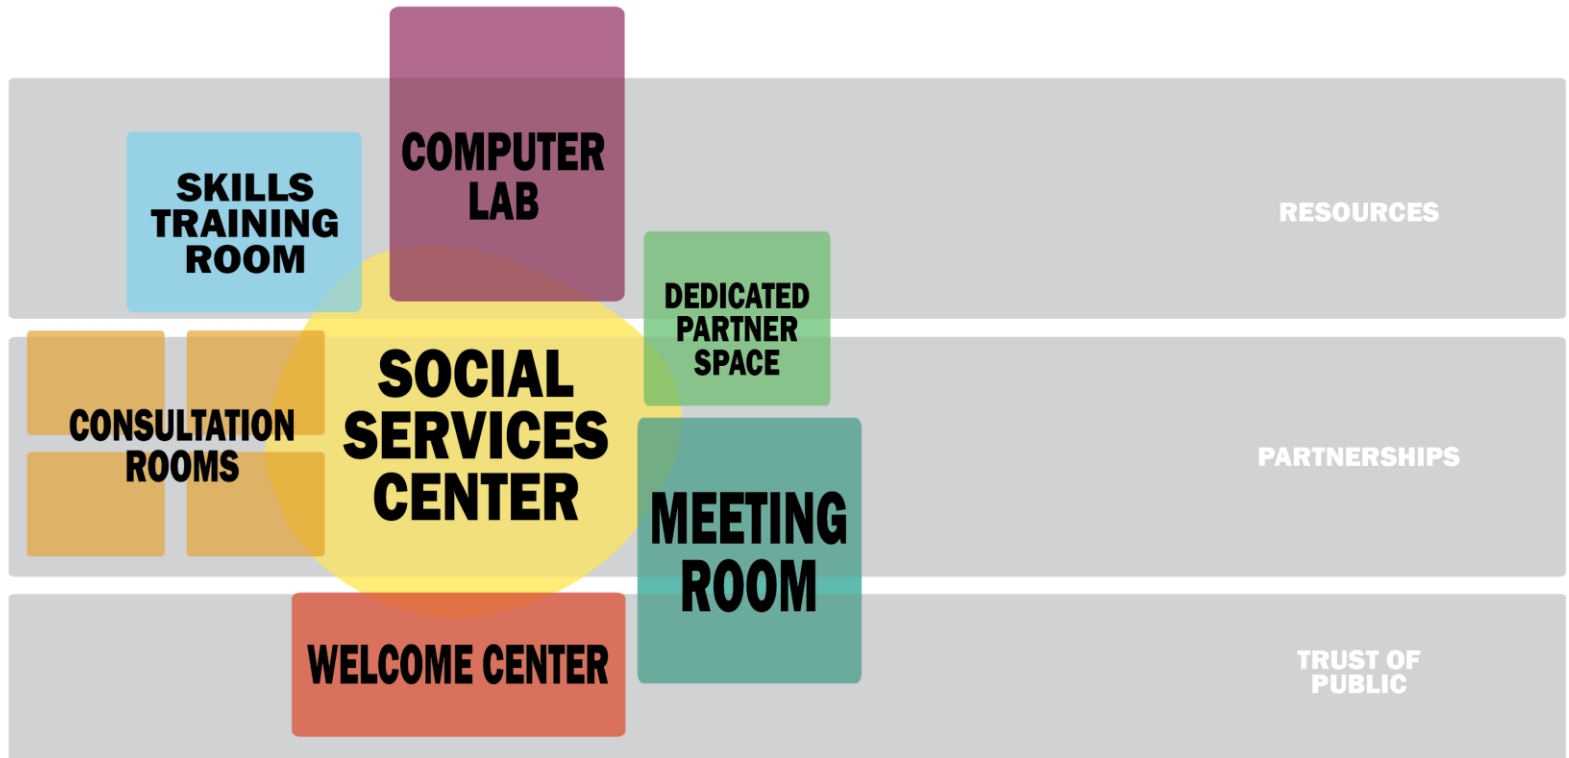 COMPUTER
LAB
SKILLS
TRAINING
ROOM
RESOURCES
DEDICATED
PARTNER
SPACE
SOCIAL
SERVICES
CENTER
CONSULTATION
ROOMS
PARTNERSHIPS
MEETING
ROOM
WELCOME CENTER
TRUST OF
PUBLIC